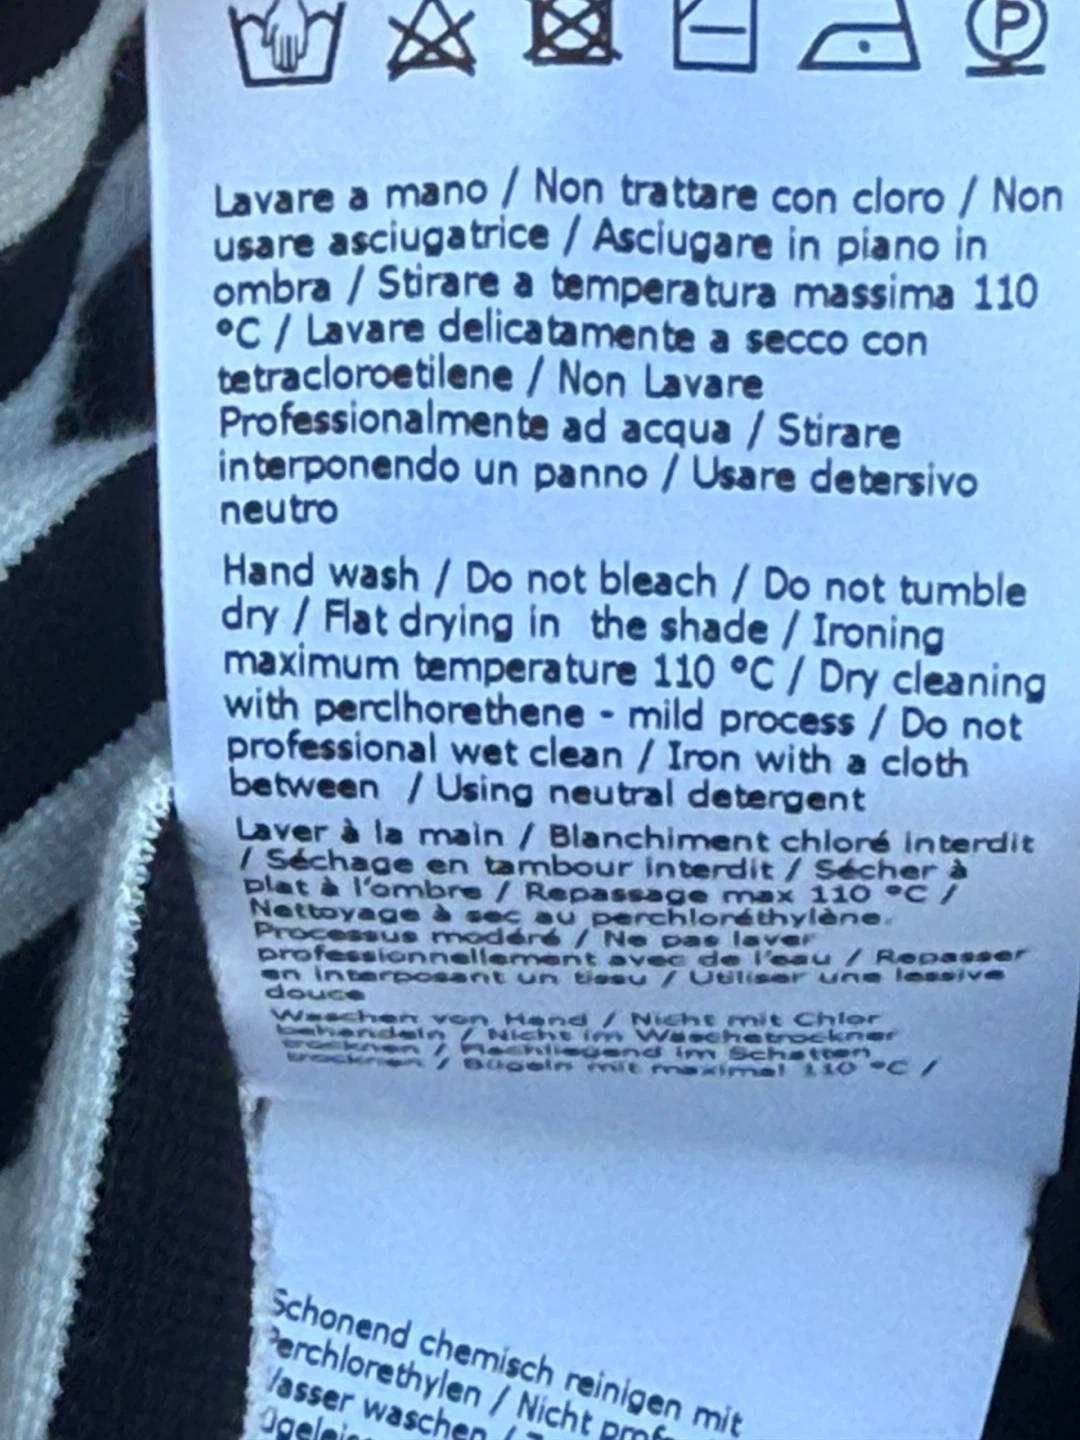 P
Lavare a mano / Non trattare con cloro / Non
usare asciugatrice / Asciugare in piano in
ombra / Stirare a temperatura massima 110
°C / Lavare delicatamente a secco con
tetracloroetilene / Non Lavare
Professionalmente ad acqua / Stirare
interponendo un panno / Usare detersivo
neutro
Hand wash / Do not bleach / Do not tumble
dry / Flat drying in the shade / Ironing
maximum temperature 110 °C / Dry cleaning
with perclhorethene - mild process / Do not
professional wet clean / Iron with a cloth
between / Using neutral detergent
Laver à la main / Blanchiment chloré interdit
/ Séchage en tambour interdit / Sécher à
plat à l'ombre / Repassage max 110 °C /
Nettoyage à sec au perchloréthylène.
Processus modéré / Ne pas laver
professionnellement avec de l'eau / Repasser
en interposant un tissu / Utiliser une lessive
douce
Waschen von Hand / Nicht mit Chlor
behandeln / Nicht im Waschetrockner
trocknen / Flachliegend im Schatten
trocknen / Bügeln mit maximal 110 °C /
Schonend chemisch reinigen mit
Perchlorethylen / Nicht
waschen /